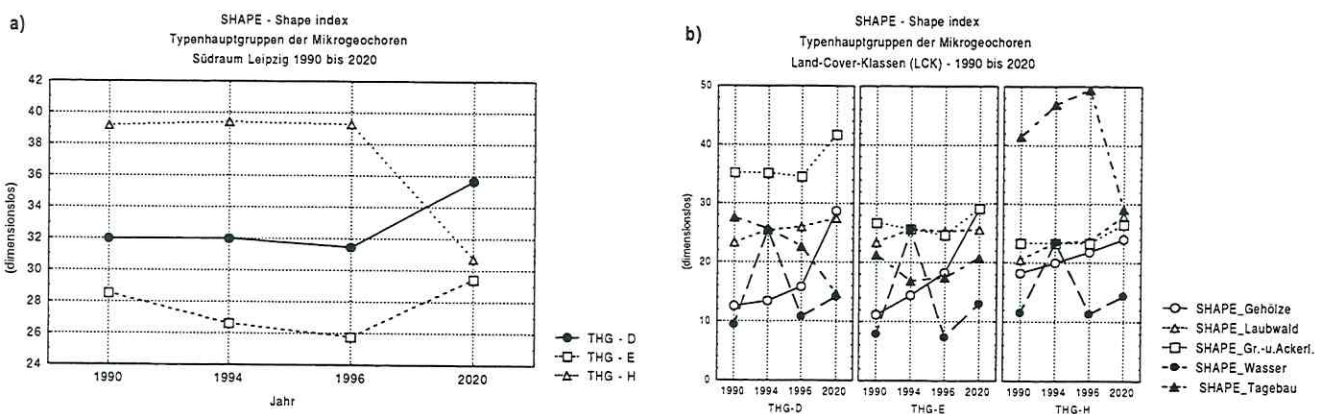 a)
SHAPE - Shape index
Typenhauptgruppen der Mikrogeochoren
Südraum Leipzig 1990 bis 2020
42
40
38
36
34
32
30
28
26
24
(dimensionslos)
1990 1994 1996 2020
Jahr
THG - D
THG - E
THG - H
b)
SHAPE - Shape index
Typenhauptgruppen der Mikrogeochoren
Land-Cover-Klassen (LCK) - 1990 bis 2020
50
40
30
20
10
0
(dimensionslos)
1990 1994 1996 2020 1990 1994 1996 2020 1990 1994 1996 2020
THG-D THG-E THG-H
SHAPE_Gehölze
SHAPE_Laubwald
SHAPE_Gr.-u.Ackerl.
SHAPE_Wasser
SHAPE_Tagebau